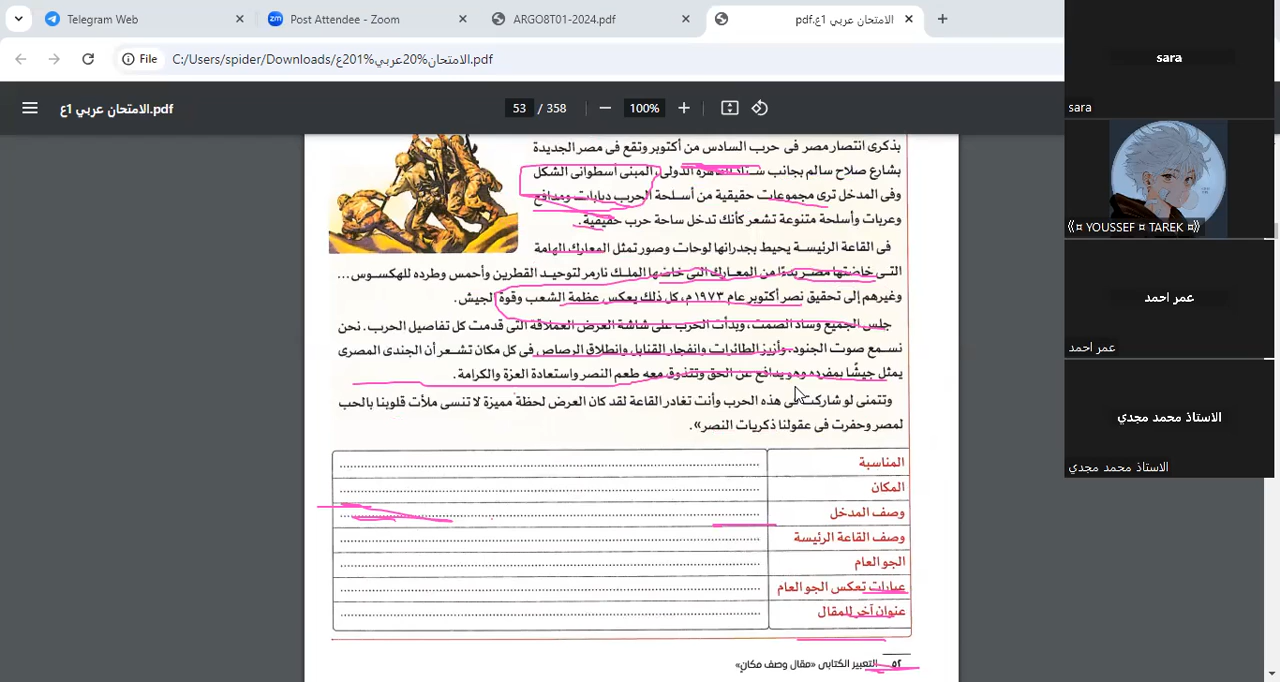 Telegram Web
Post Attendee - Zoom
ARGO8T01-2024.pdf
الامتحان عربي 1ع.pdf
File
C:/Users/spider/Downloads/الامتحان%20عربي%201ع.pdf
الامتحان عربي 1ع.pdf
53 / 358
100%
بذكرى انتصار مصر فى حرب السادس من أكتوبر وتقع فى مصر الجديدة
بشارع صلاح سالم بجانب ستاد القاهرة الدولى، المبنى أسطوانى الشكل
وفى المدخل ترى مجموعات حقيقية من أسلحة الحرب دبابات ومدافع
وعربات وأسلحة متنوعة تشعر كأنك تدخل ساحة حرب حقيقية.
فى القاعة الرئيسة يحيط بجدرانها لوحات وصور تمثل المعارك الهامة
التى خاضتها مصر بدءًا من المعارك التى خاضها الملك نارمر لتوحيد القطرين وأحمس وطرده للهكسوس...
وغيرهم إلى تحقيق نصر أكتوبر عام ١٩٧٣م، كل ذلك يعكس عظمة الشعب وقوة الجيش.
جلس الجميع وساد الصمت، وبدأت الحرب على شاشة العرض العملاقة التى قدمت كل تفاصيل الحرب. نحن
نسمع صوت الجنود، وأزيز الطائرات وانفجار القنابل وانطلاق الرصاص فى كل مكان تشعر أن الجندى المصرى
يمثل جيشًا بمفرده وهو يدافع عن الحق وتتذوق معه طعم النصر واستعادة العزة والكرامة.
وتتمنى لو شاركت فى هذه الحرب وأنت تغادر القاعة لقد كان العرض لحظة مميزة لا تنسى ملأت قلوبنا بالحب
لمصر وحفرت فى عقولنا ذكريات النصر».
المناسبة
المكان
وصف المدخل
وصف القاعة الرئيسة
الجو العام
عبارات تعكس الجو العام
عنوان آخر للمقال
٥٢ التعبير الكتابى «مقال وصف مكان»
sara
sara
《¤ YOUSSEF ¤ TAREK ¤》
عمر احمد
عمر احمد
الاستاذ محمد مجدي
الاستاذ محمد مجدي